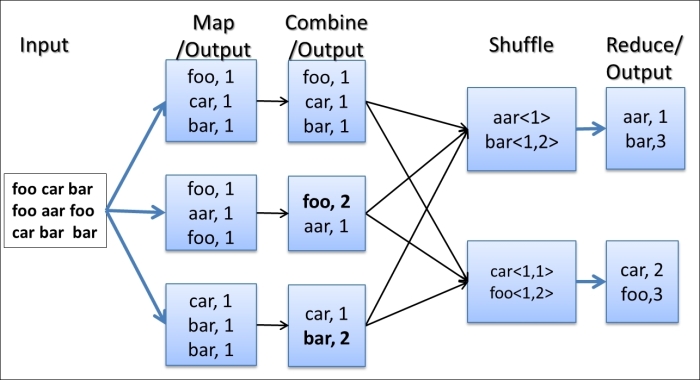 Input
Map
/Output
Combine
/Output
Shuffle
Reduce/
Output
foo car bar
foo aar foo
car bar  bar
foo, 1
car, 1
bar, 1
foo, 1
aar, 1
foo, 1
car, 1
bar, 1
bar, 1
foo, 1
car, 1
bar, 1
foo, 2
aar, 1
car, 1
bar, 2
aar<1>
bar<1,2>
car<1,1>
foo<1,2>
aar, 1
bar,3
car, 2
foo,3